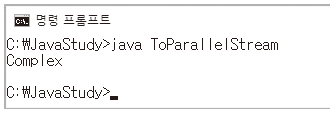 명령 프롬프트
C:₩JavaStudy>java ToParallelStream
Complex
C:₩JavaStudy>